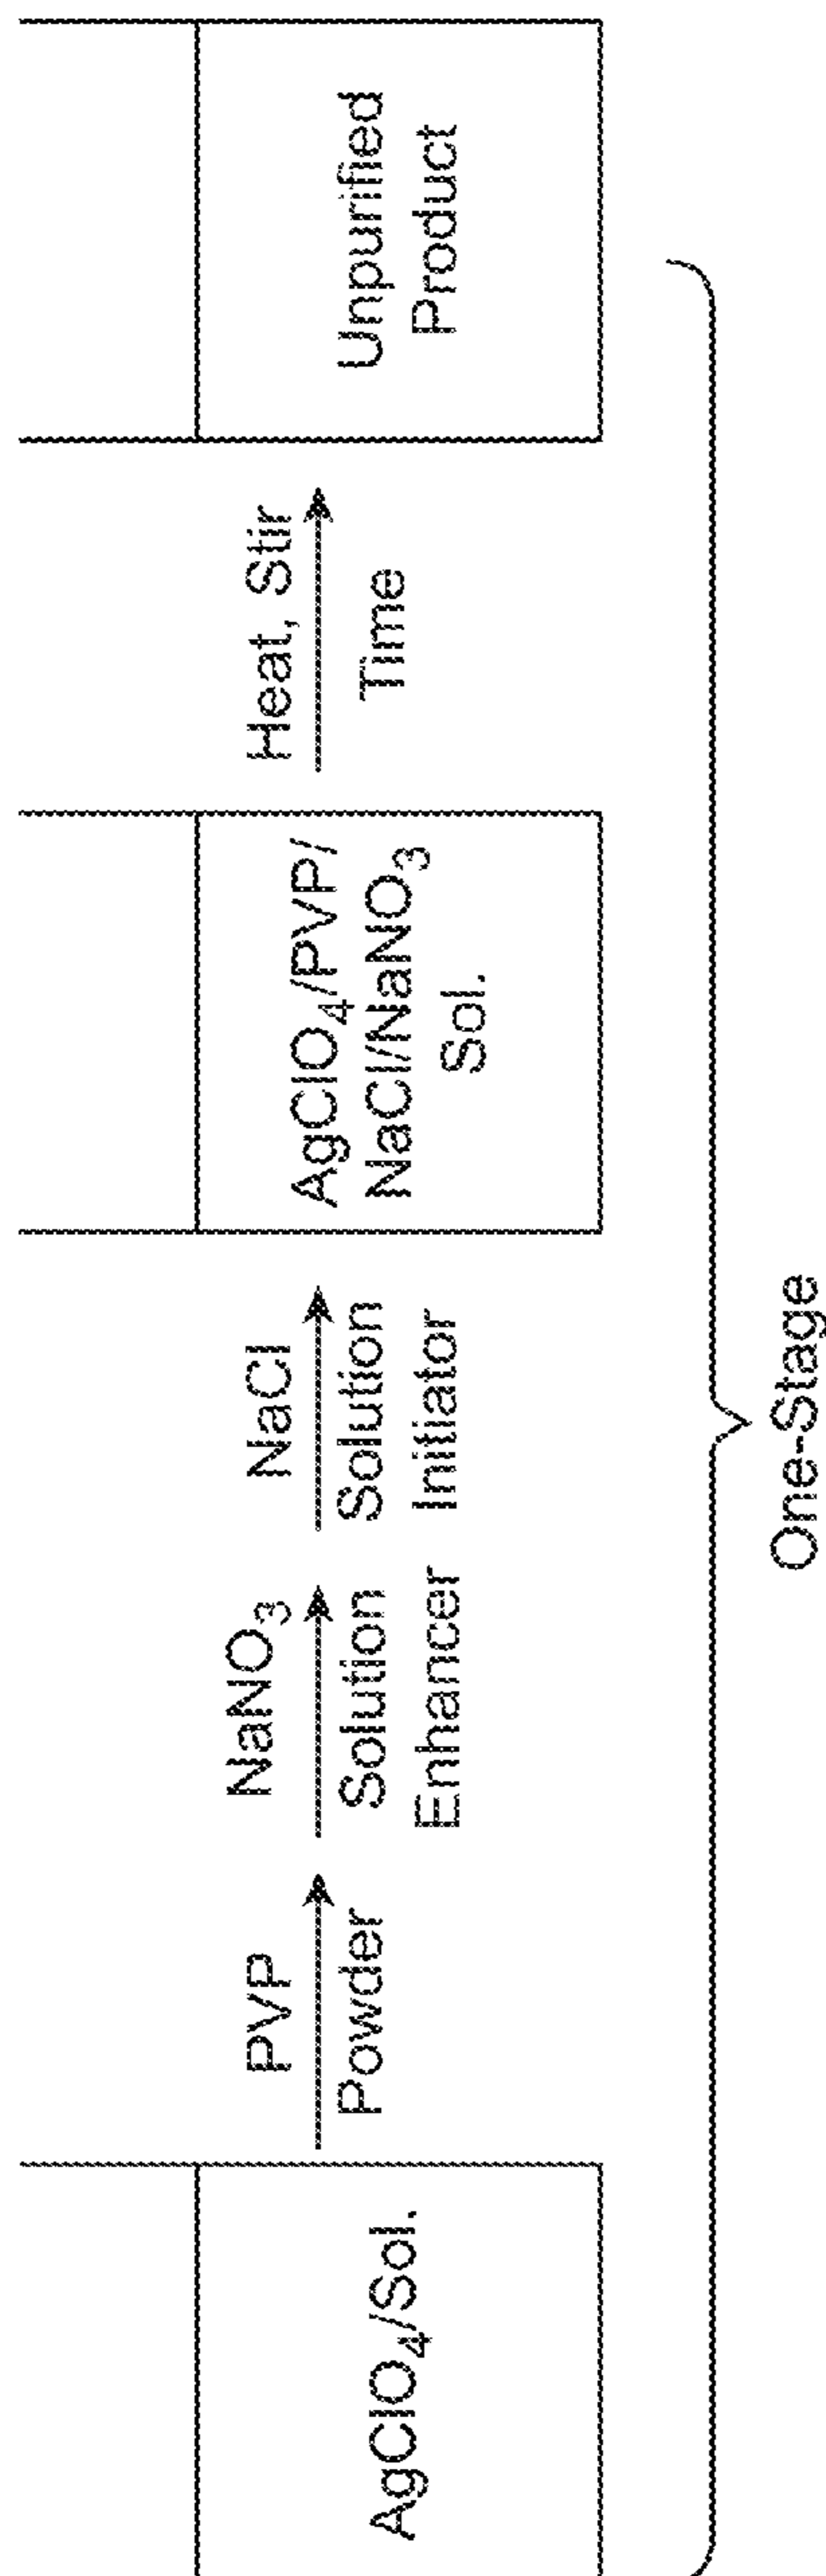 AgClO₄/Sol.
PVP
Powder
NaNO₃
Solution
Enhancer
NaCl
Solution
Initiator
AgClO₄/PVP/
NaCl/NaNO₃
Sol.
Heat, Stir
Time
Unpurified
Product
One-Stage